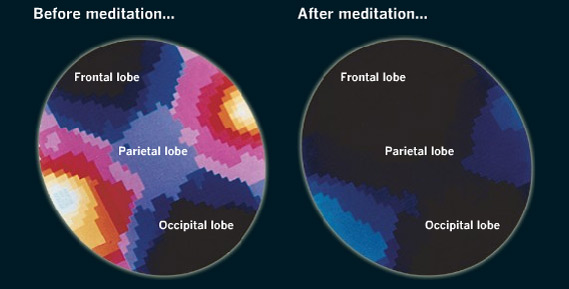 Before meditation...
After meditation...
Frontal lobe
Parietal lobe
Occipital lobe
Frontal lobe
Parietal lobe
Occipital lobe